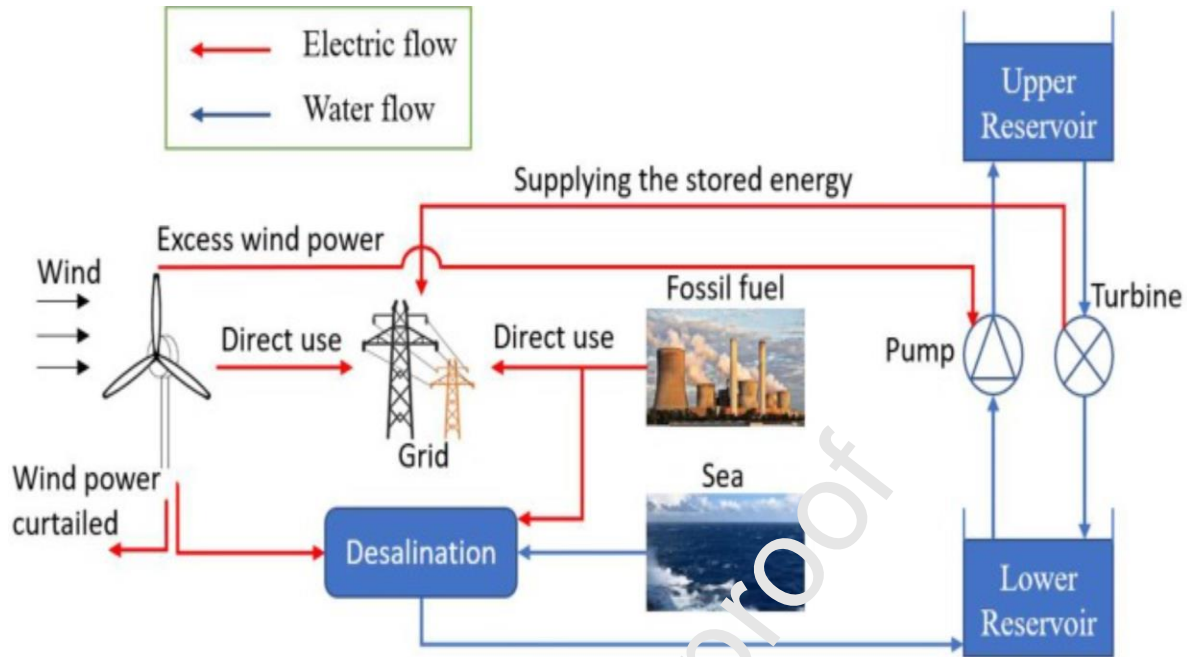 Electric flow
Water flow
Upper
Reservoir
Supplying the stored energy
Excess wind power
Wind
Fossil fuel
Turbine
Direct use
Direct use
Pump
Grid
Wind power
curtailed
Sea
Desalination
Lower
Reservoir
proof